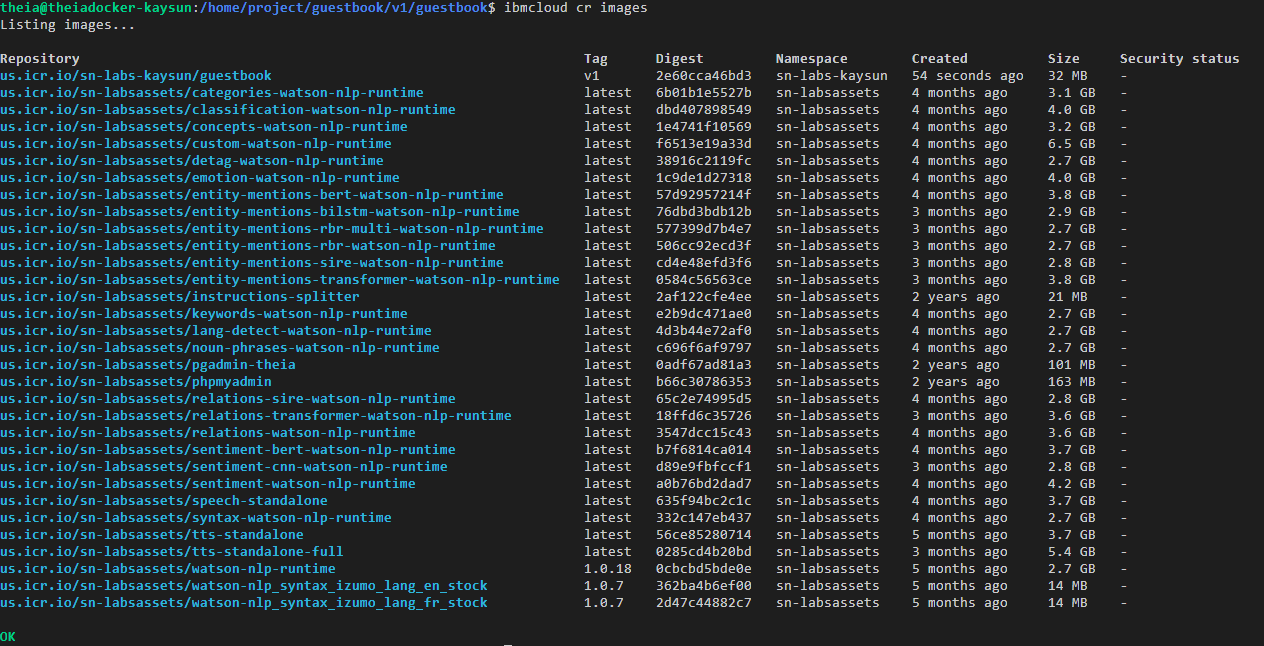 theia@theiadocker-kaysun:/home/project/guestbook/v1/guestbook$ ibmcloud cr images
Listing images...
Repository Tag Digest Namespace Created Size Security status
us.icr.io/sn-labs-kaysun/guestbook v1 2e60cca46bd3 sn-labs-kaysun 54 seconds ago 32 MB -
us.icr.io/sn-labsassets/categories-watson-nlp-runtime latest 6b01b1e5527b sn-labsassets 4 months ago 3.1 GB -
us.icr.io/sn-labsassets/classification-watson-nlp-runtime latest dbd407898549 sn-labsassets 4 months ago 4.0 GB -
us.icr.io/sn-labsassets/concepts-watson-nlp-runtime latest 1e4741f10569 sn-labsassets 4 months ago 3.2 GB -
us.icr.io/sn-labsassets/custom-watson-nlp-runtime latest f6513e19a33d sn-labsassets 4 months ago 6.5 GB -
us.icr.io/sn-labsassets/detag-watson-nlp-runtime latest 38916c2119fc sn-labsassets 4 months ago 2.7 GB -
us.icr.io/sn-labsassets/emotion-watson-nlp-runtime latest 1c9de1d27318 sn-labsassets 4 months ago 4.0 GB -
us.icr.io/sn-labsassets/entity-mentions-bert-watson-nlp-runtime latest 57d92957214f sn-labsassets 4 months ago 3.8 GB -
us.icr.io/sn-labsassets/entity-mentions-bilstm-watson-nlp-runtime latest 76dbd3bdb12b sn-labsassets 3 months ago 2.9 GB -
us.icr.io/sn-labsassets/entity-mentions-rbr-multi-watson-nlp-runtime latest 577399d7b4e7 sn-labsassets 3 months ago 2.7 GB -
us.icr.io/sn-labsassets/entity-mentions-rbr-watson-nlp-runtime latest 506cc92ecd3f sn-labsassets 3 months ago 2.7 GB -
us.icr.io/sn-labsassets/entity-mentions-sire-watson-nlp-runtime latest cd4e48efd3f6 sn-labsassets 3 months ago 2.8 GB -
us.icr.io/sn-labsassets/entity-mentions-transformer-watson-nlp-runtime latest 0584c56563ce sn-labsassets 3 months ago 3.8 GB -
us.icr.io/sn-labsassets/instructions-splitter latest 2af122cfe4ee sn-labsassets 2 years ago 21 MB -
us.icr.io/sn-labsassets/keywords-watson-nlp-runtime latest e2b9dc471ae0 sn-labsassets 4 months ago 2.7 GB -
us.icr.io/sn-labsassets/lang-detect-watson-nlp-runtime latest 4d3b44e72af0 sn-labsassets 4 months ago 2.7 GB -
us.icr.io/sn-labsassets/noun-phrases-watson-nlp-runtime latest c696f6af9797 sn-labsassets 4 months ago 2.7 GB -
us.icr.io/sn-labsassets/pgadmin-theia latest 0adf67ad81a3 sn-labsassets 2 years ago 101 MB -
us.icr.io/sn-labsassets/phpmyadmin latest b66c30786353 sn-labsassets 2 years ago 163 MB -
us.icr.io/sn-labsassets/relations-sire-watson-nlp-runtime latest 65c2e74995d5 sn-labsassets 4 months ago 2.8 GB -
us.icr.io/sn-labsassets/relations-transformer-watson-nlp-runtime latest 18ffd6c35726 sn-labsassets 3 months ago 3.6 GB -
us.icr.io/sn-labsassets/relations-watson-nlp-runtime latest 3547dcc15c43 sn-labsassets 4 months ago 3.6 GB -
us.icr.io/sn-labsassets/sentiment-bert-watson-nlp-runtime latest b7f6814ca014 sn-labsassets 4 months ago 3.7 GB -
us.icr.io/sn-labsassets/sentiment-cnn-watson-nlp-runtime latest d89e9fbfccf1 sn-labsassets 3 months ago 2.8 GB -
us.icr.io/sn-labsassets/sentiment-watson-nlp-runtime latest a0b76bd2dad7 sn-labsassets 4 months ago 4.2 GB -
us.icr.io/sn-labsassets/speech-standalone latest 635f94bc2c1c sn-labsassets 4 months ago 3.7 GB -
us.icr.io/sn-labsassets/syntax-watson-nlp-runtime latest 332c147eb437 sn-labsassets 4 months ago 2.7 GB -
us.icr.io/sn-labsassets/tts-standalone latest 56ce85280714 sn-labsassets 5 months ago 3.7 GB -
us.icr.io/sn-labsassets/tts-standalone-full latest 0285cd4b20bd sn-labsassets 3 months ago 5.4 GB -
us.icr.io/sn-labsassets/watson-nlp-runtime 1.0.18 0cbcbd5bde0e sn-labsassets 5 months ago 2.7 GB -
us.icr.io/sn-labsassets/watson-nlp_syntax_izumo_lang_en_stock 1.0.7 362ba4b6ef00 sn-labsassets 5 months ago 14 MB -
us.icr.io/sn-labsassets/watson-nlp_syntax_izumo_lang_fr_stock 1.0.7 2d47c44882c7 sn-labsassets 5 months ago 14 MB -
OK